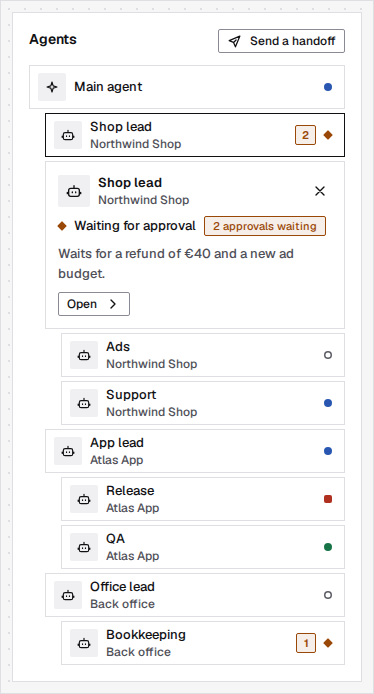 Agents
Send a handoff
Main agent
Shop lead
Northwind Shop
2
Shop lead
Northwind Shop
Waiting for approval
2 approvals waiting
Waits for a refund of €40 and a new ad
budget.
Open
Ads
Northwind Shop
Support
Northwind Shop
App lead
Atlas App
Release
Atlas App
QA
Atlas App
Office lead
Back office
Bookkeeping
Back office
1